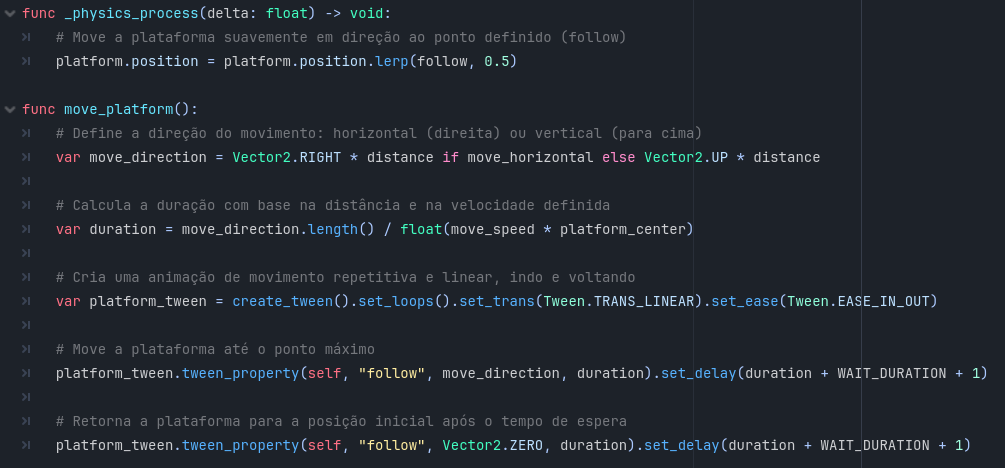 func _physics_process(delta: float) -> void:
# Move a plataforma suavemente em direção ao ponto definido (follow)
platform.position = platform.position.lerp(follow, 0.5)
func move_platform():
# Define a direção do movimento: horizontal (direita) ou vertical (para cima)
var move_direction = Vector2.RIGHT * distance if move_horizontal else Vector2.UP * distance
# Calcula a duração com base na distância e na velocidade definida
var duration = move_direction.length() / float(move_speed * platform_center)
# Cria uma animação de movimento repetitiva e linear, indo e voltando
var platform_tween = create_tween().set_loops().set_trans(Tween.TRANS_LINEAR).set_ease(Tween.EASE_IN_OUT)
# Move a plataforma até o ponto máximo
platform_tween.tween_property(self, "follow", move_direction, duration).set_delay(duration + WAIT_DURATION + 1)
# Retorna a plataforma para a posição inicial após o tempo de espera
platform_tween.tween_property(self, "follow", Vector2.ZERO, duration).set_delay(duration + WAIT_DURATION + 1)